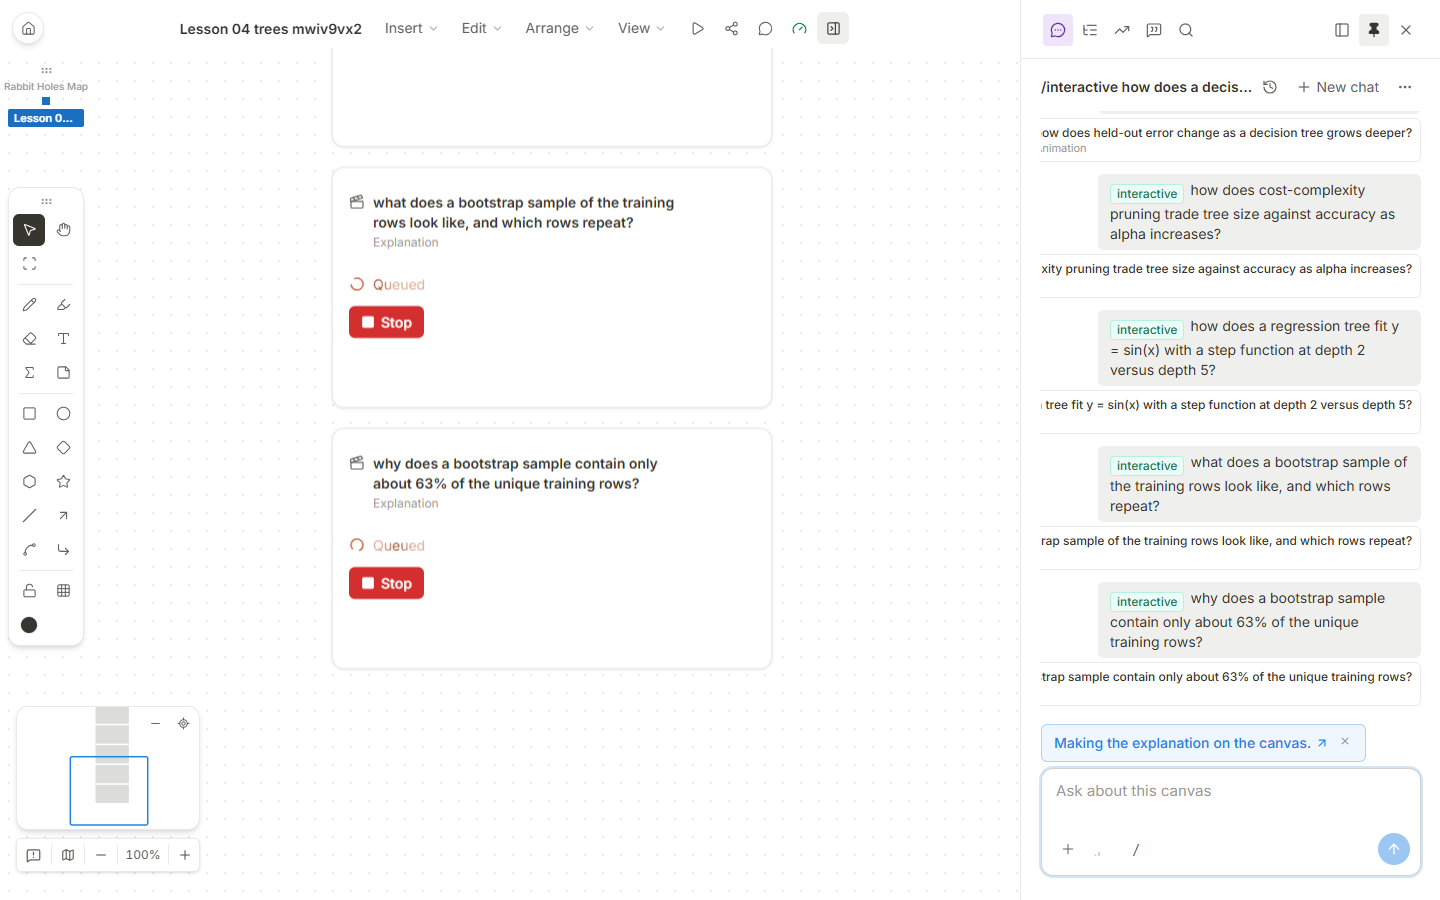 Lesson 04 trees mwiv9vx2
Insert
Edit
Arrange
View
Rabbit Holes Map
Lesson 0...
what does a bootstrap sample of the training
rows look like, and which rows repeat?
Explanation
Queued
Stop
why does a bootstrap sample contain only
about 63% of the unique training rows?
Explanation
Queued
Stop
100%
/interactive how does a decis...
New chat
how does held-out error change as a decision tree grows deeper?
Animation
interactive how does cost-complexity
pruning trade tree size against accuracy as
alpha increases?
xity pruning trade tree size against accuracy as alpha increases?
interactive how does a regression tree fit y
= sin(x) with a step function at depth 2
versus depth 5?
tree fit y = sin(x) with a step function at depth 2 versus depth 5?
interactive what does a bootstrap sample of
the training rows look like, and which rows
repeat?
rap sample of the training rows look like, and which rows repeat?
interactive why does a bootstrap sample
contain only about 63% of the unique
training rows?
strap sample contain only about 63% of the unique training rows?
Making the explanation on the canvas.
Ask about this canvas
/